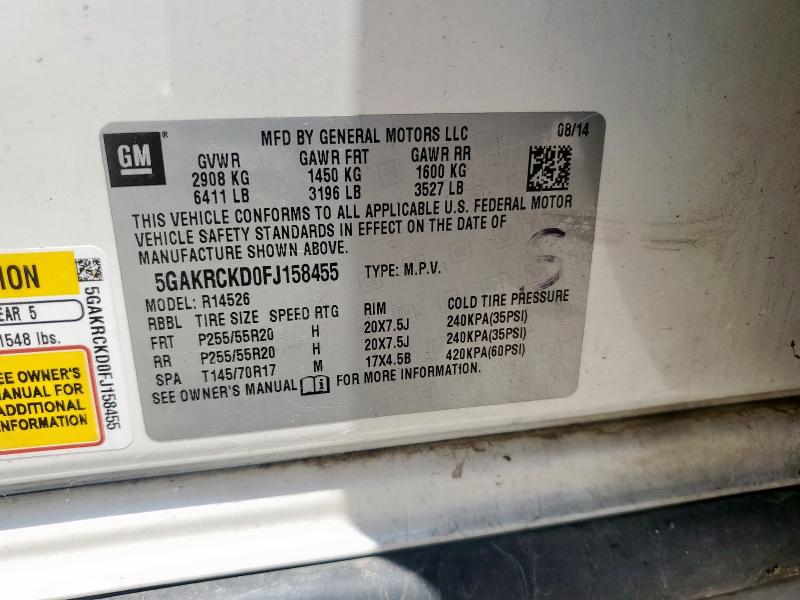 GM
MFD BY GENERAL MOTORS LLC 08/14
GVWR GAWR FRT GAWR RR
2908 KG 1450 KG 1600 KG
6411 LB 3196 LB 3527 LB
THIS VEHICLE CONFORMS TO ALL APPLICABLE U.S. FEDERAL MOTOR
VEHICLE SAFETY STANDARDS IN EFFECT ON THE DATE OF
MANUFACTURE SHOWN ABOVE.
5GAKRCKD0FJ158455 TYPE: M.P.V.
MODEL: R14526
RBBL TIRE SIZE SPEED RTG RIM COLD TIRE PRESSURE
FRT P255/55R20 H 20X7.5J 240KPA(35PSI)
RR P255/55R20 H 20X7.5J 240KPA(35PSI)
SPA T145/70R17 M 17X4.5B 420KPA(60PSI)
SEE OWNER'S MANUAL i FOR MORE INFORMATION.
S
ION
EAR 5
1548 lbs.
EE OWNER'S
MANUAL FOR
ADDITIONAL
INFORMATION
5GAKRCKD0FJ158455